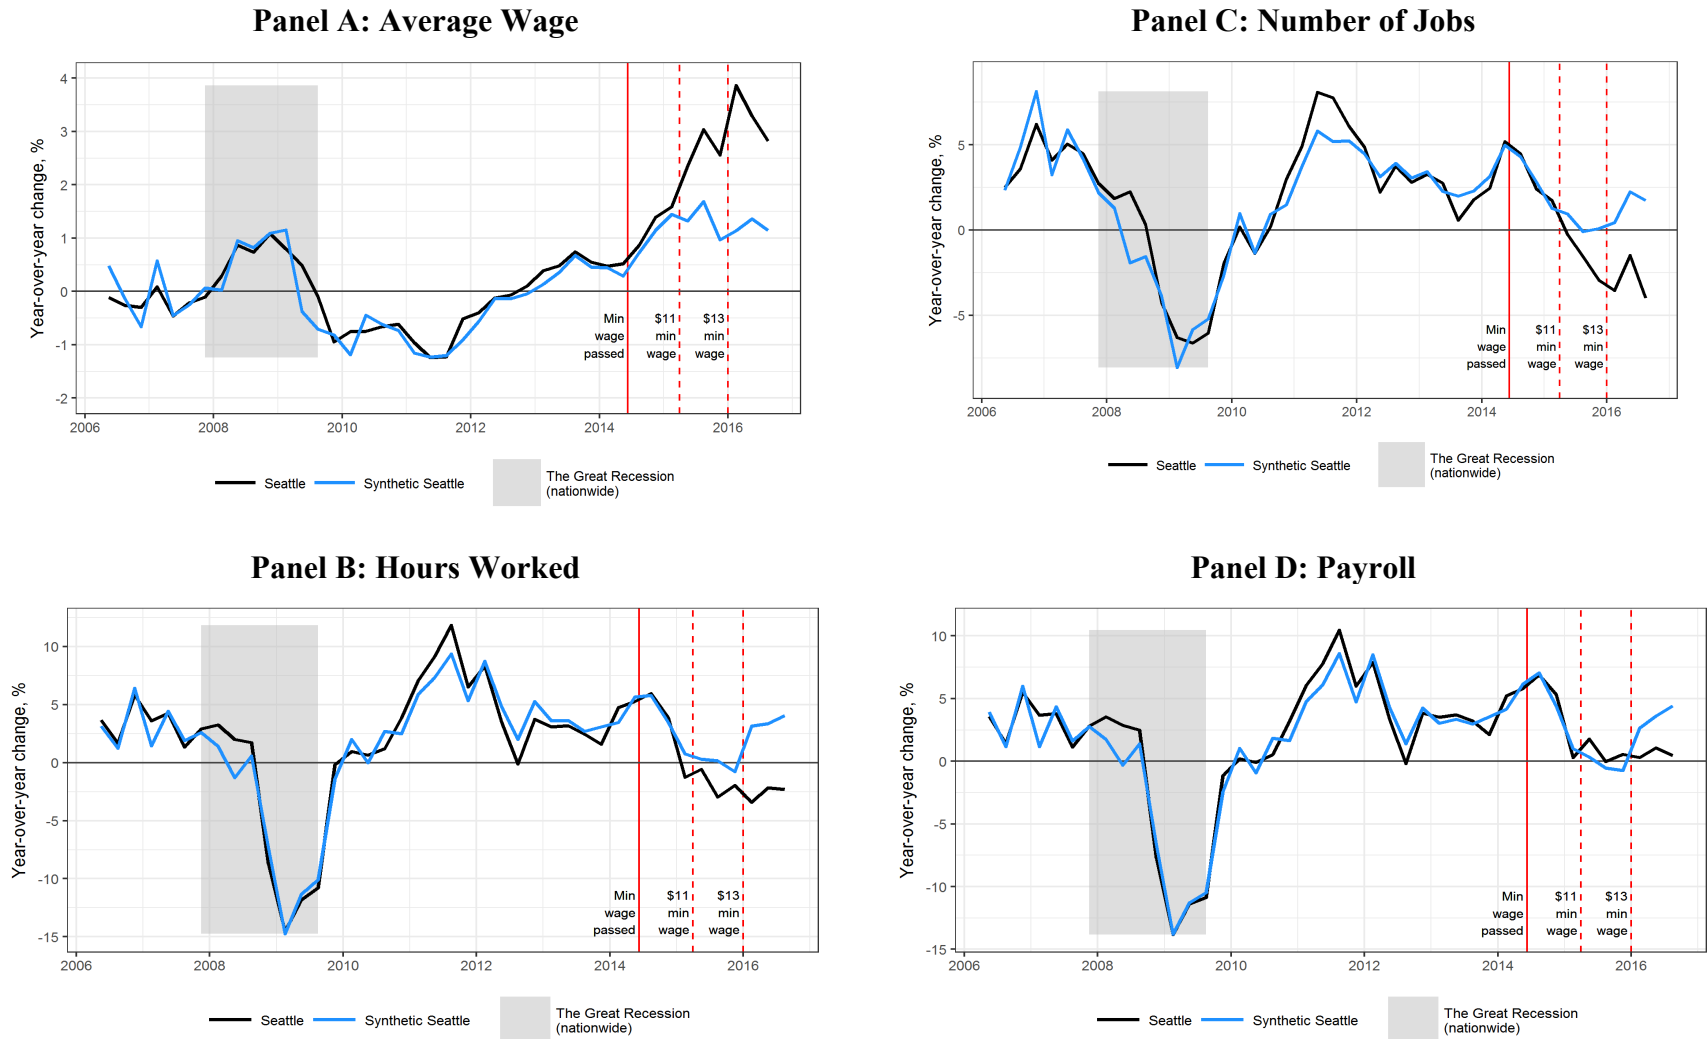 Panel A: Average Wage
Year-over-year change, %
4
3
2
1
0
-1
-2
Min
wage
passed
$11
min
wage
$13
min
wage
2006 2008 2010 2012 2014 2016
Seattle Synthetic Seattle The Great Recession
(nationwide)
Panel C: Number of Jobs
Year-over-year change, %
5
0
-5
Min
wage
passed
$11
min
wage
$13
min
wage
2006 2008 2010 2012 2014 2016
Seattle Synthetic Seattle The Great Recession
(nationwide)
Panel B: Hours Worked
Year-over-year change, %
10
5
0
-5
-10
-15
Min
wage
passed
$11
min
wage
$13
min
wage
2006 2008 2010 2012 2014 2016
Seattle Synthetic Seattle The Great Recession
(nationwide)
Panel D: Payroll
Year-over-year change, %
10
5
0
-5
-10
-15
Min
wage
passed
$11
min
wage
$13
min
wage
2006 2008 2010 2012 2014 2016
Seattle Synthetic Seattle The Great Recession
(nationwide)